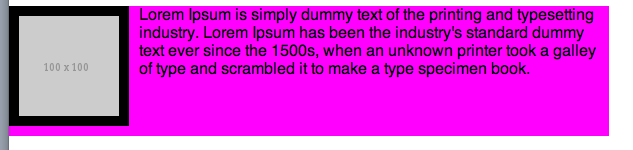 100 x 100
Lorem Ipsum is simply dummy text of the printing and typesetting
industry. Lorem Ipsum has been the industry's standard dummy
text ever since the 1500s, when an unknown printer took a galley
of type and scrambled it to make a type specimen book.